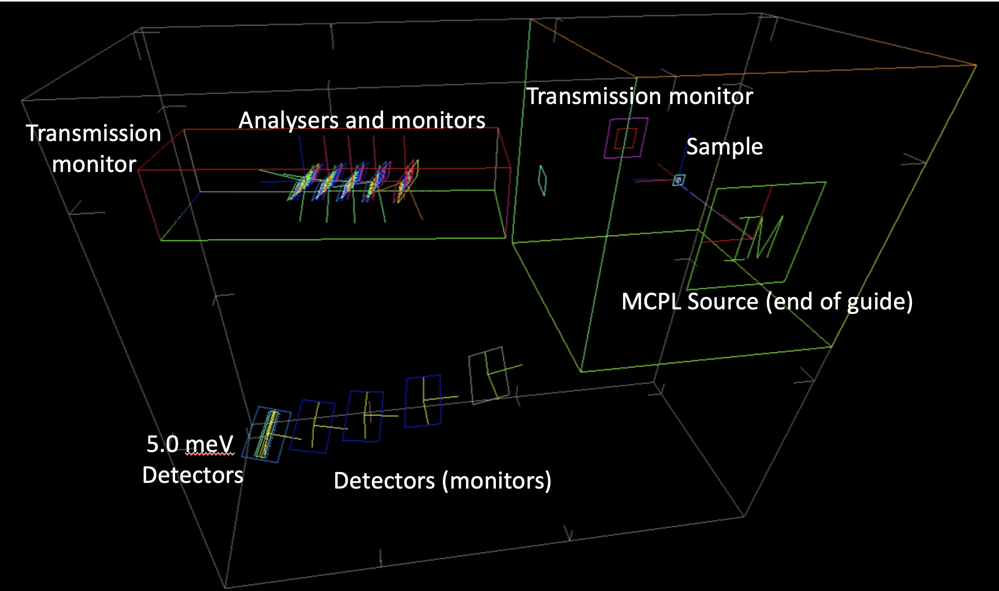 Transmission monitor
Analysers and monitors
Transmission
monitor
Sample
MCPL Source (end of guide)
5.0 meV
Detectors
Detectors (monitors)